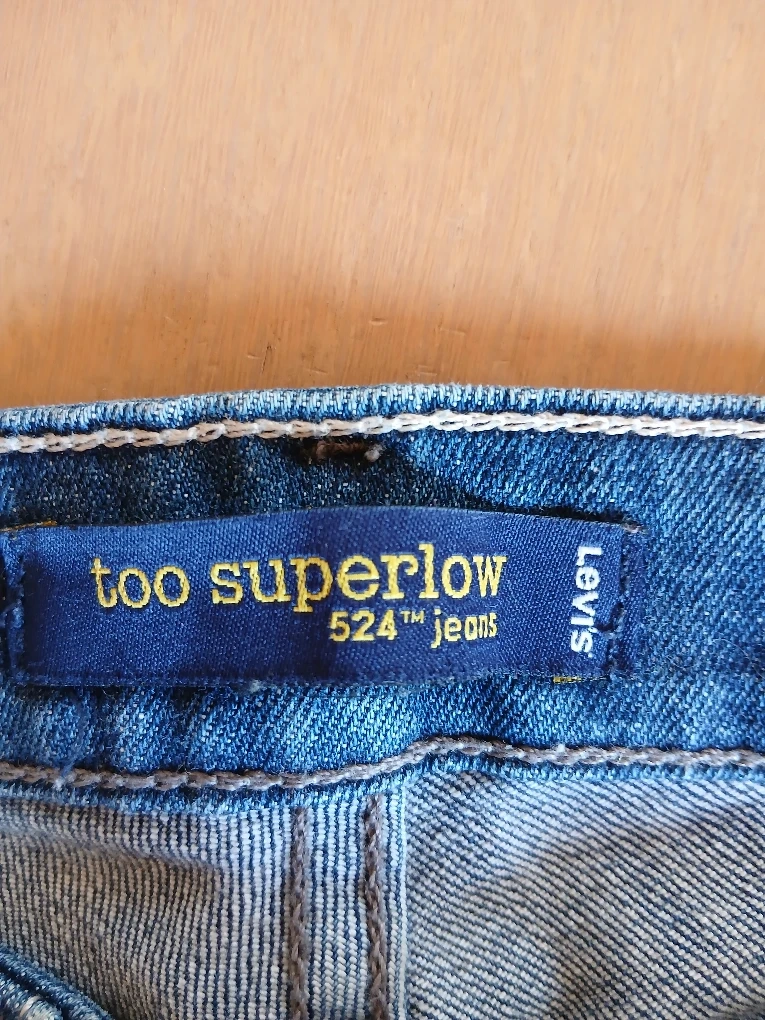 too superlow
524™ jeans
Levi's